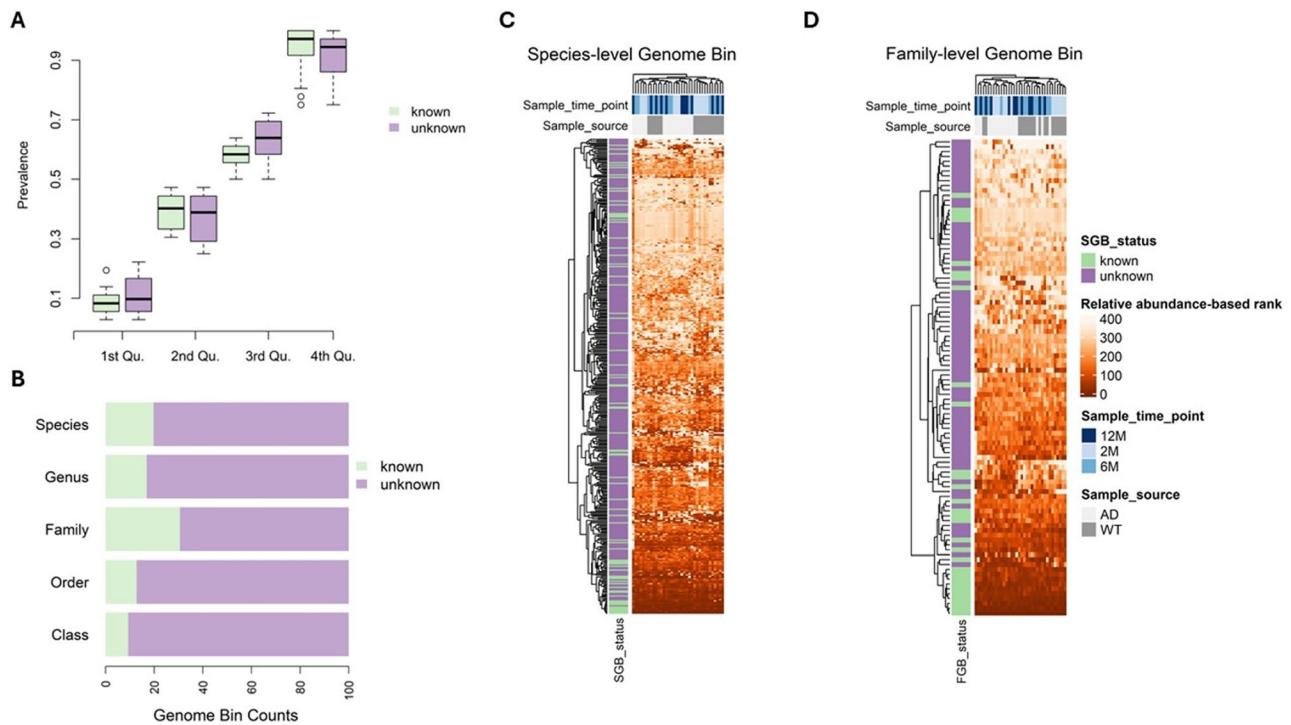 A
Prevalence
0.9
0.7
0.5
0.3
0.1
1st Qu.
2nd Qu.
3rd Qu.
4th Qu.
known
unknown
B
Species
Genus
Family
Order
Class
known
unknown
0
20
40
60
80
100
Genome Bin Counts
C
Species-level Genome Bin
Sample_time_point
Sample_source
SGB_status
D
Family-level Genome Bin
Sample_time_point
Sample_source
FGB_status
SGB_status
known
unknown
Relative abundance-based rank
400
300
200
100
0
Sample_time_point
12M
2M
6M
Sample_source
AD
WT